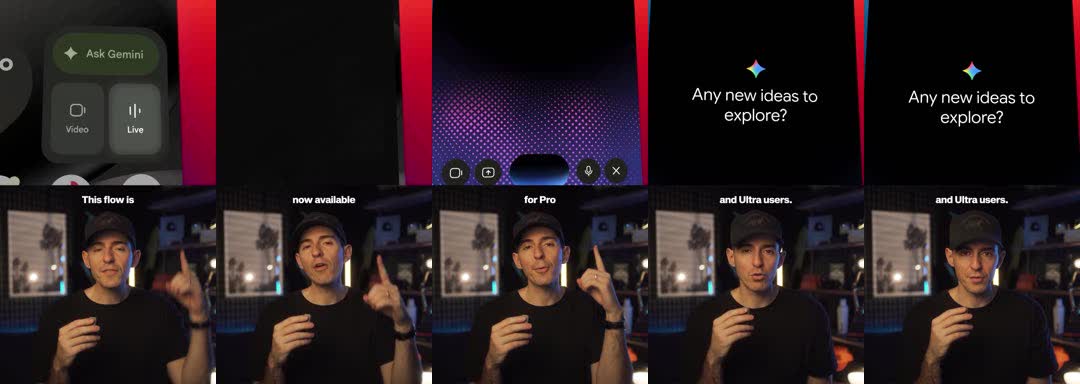 Ask Gemini
Video
Live
Any new ideas to
explore?
Any new ideas to
explore?
This flow is
now available
for Pro
and Ultra users.
and Ultra users.